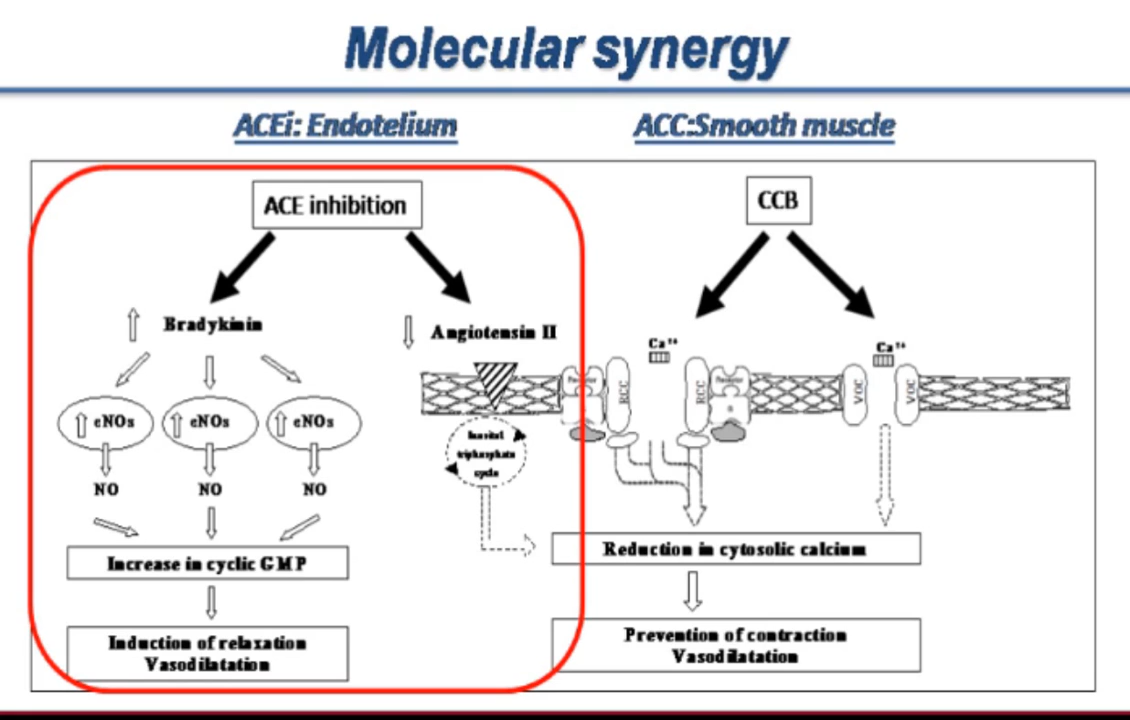 Molecular synergy
ACEi: Endotelium
ACC:Smooth muscle
ACE inhibition
CCB
Bradykinin
Angiotensin II
Ca
Ca
Receptor
RCC
RCC
Receptor
VOC
VOC
eNOs
eNOs
eNOs
Inositol
triphosphate
cycle
NO
NO
NO
Increase in cyclic GMP
Reduction in cytosolic calcium
Induction of relaxation
Vasodilatation
Prevention of contraction
Vasodilatation